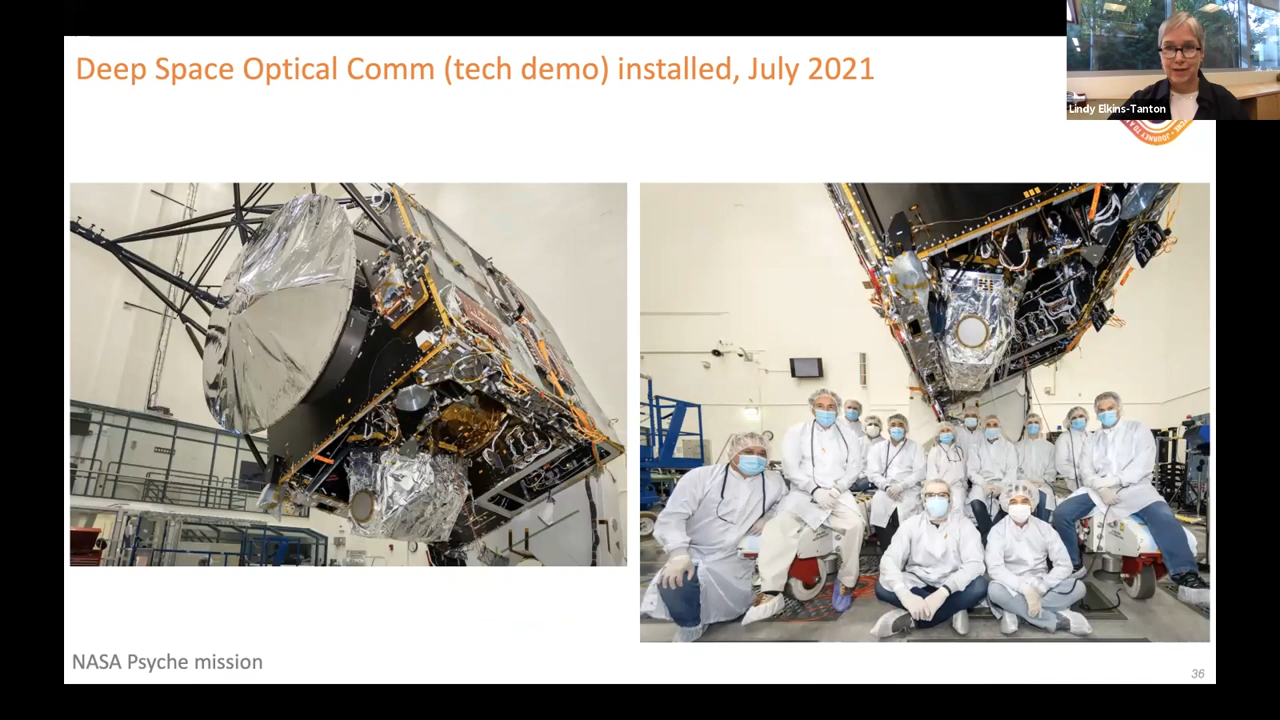 Deep Space Optical Comm (tech demo) installed, July 2021
Lindy Elkins-Tanton
NASA Psyche mission
36